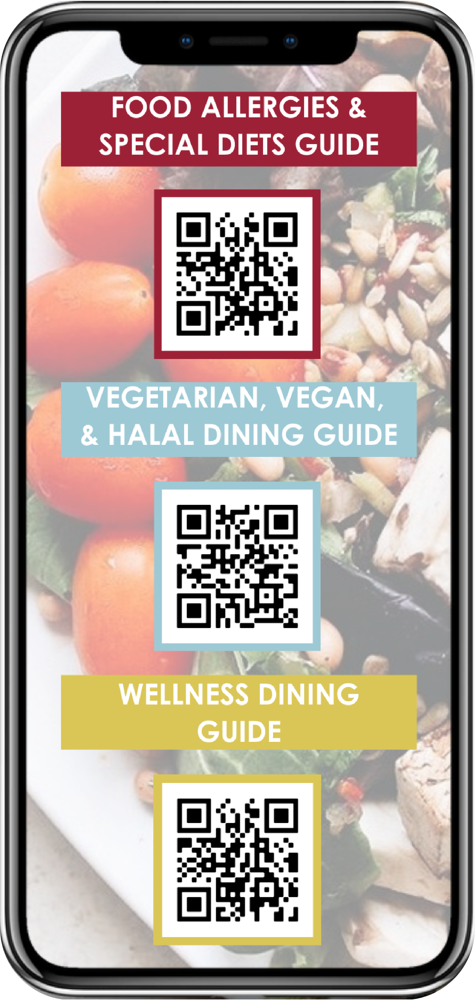 FOOD ALLERGIES &
SPECIAL DIETS GUIDE
VEGETARIAN, VEGAN,
& HALAL DINING GUIDE
WELLNESS DINING
GUIDE